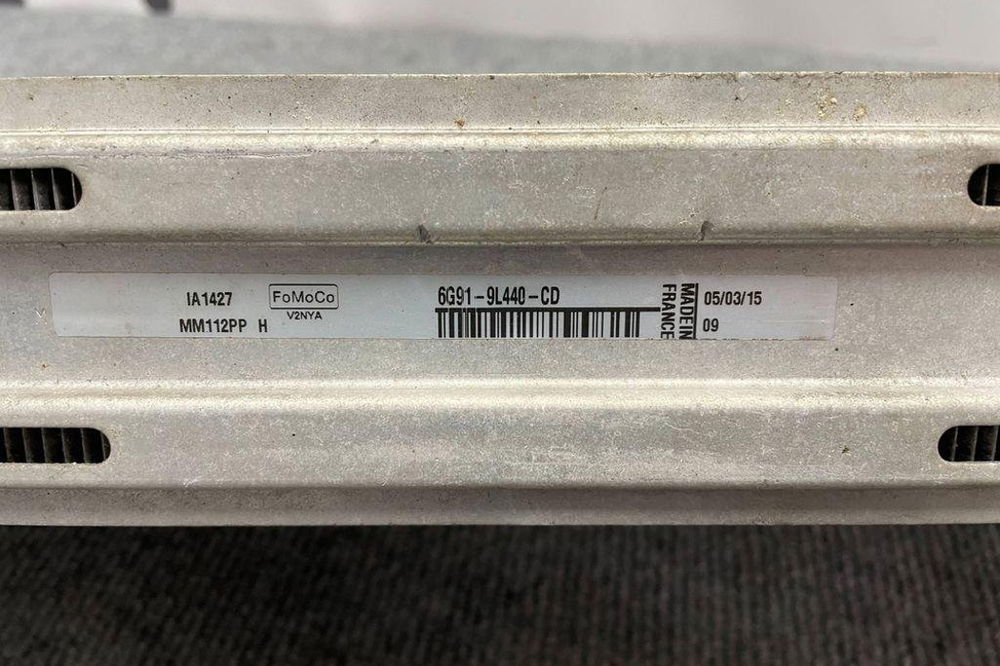 IA1427
MM112PP H
FoMoCo
V2NYA
6G91-9L440-CD
MADE IN
FRANCE
05/03/15
09